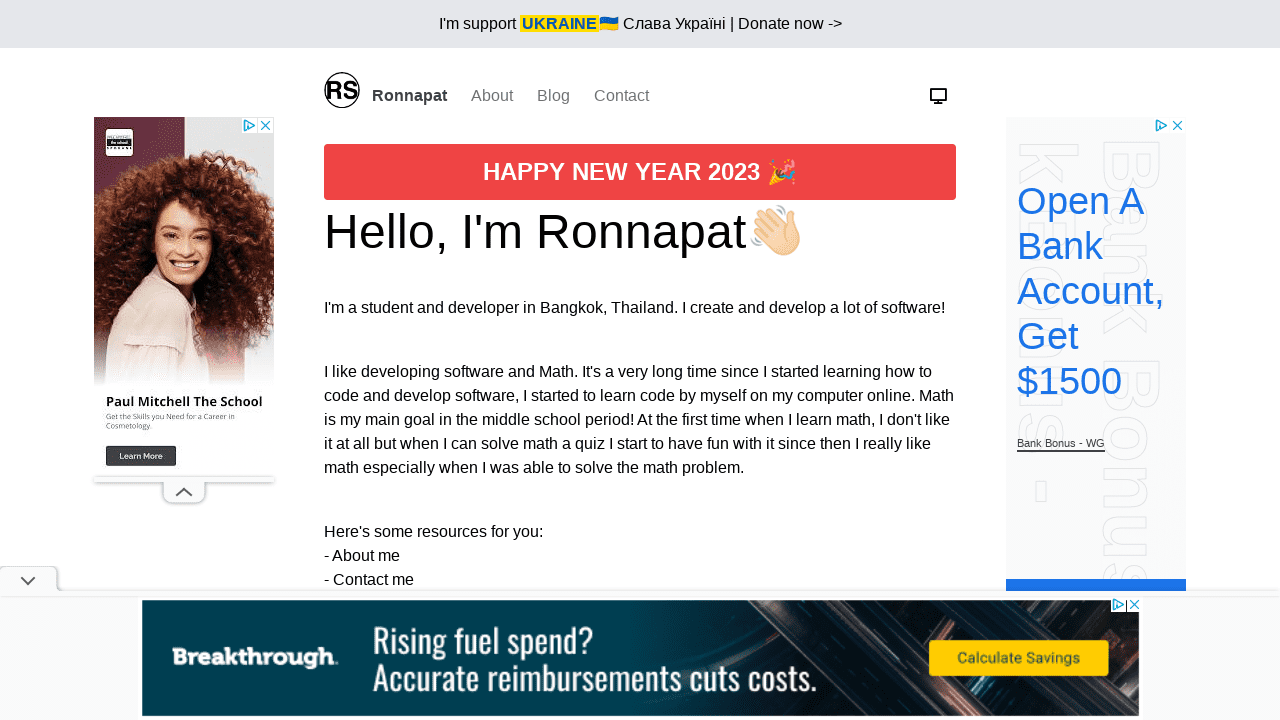 I'm support UKRAINE🇺🇦 Слава Україні | Donate now ->
RS Ronnapat About Blog Contact
HAPPY NEW YEAR 2023 🎉
Hello, I'm Ronnapat👋🏻
I'm a student and developer in Bangkok, Thailand. I create and develop a lot of software!
I like developing software and Math. It's a very long time since I started learning how to
code and develop software, I started to learn code by myself on my computer online. Math
is my main goal in the middle school period! At the first time when I learn math, I don't like
it at all but when I can solve math a quiz I start to have fun with it since then I really like
math especially when I was able to solve the math problem.
Here's some resources for you:
- About me
- Contact me
Paul Mitchell The School
Get the Skills you Need for a Career in
Cosmetology.
Learn More
Open A
Bank
Account,
Get
$1500
Bank Bonus - WG
Breakthrough.
Rising fuel spend?
Accurate reimbursements cuts costs.
Calculate Savings